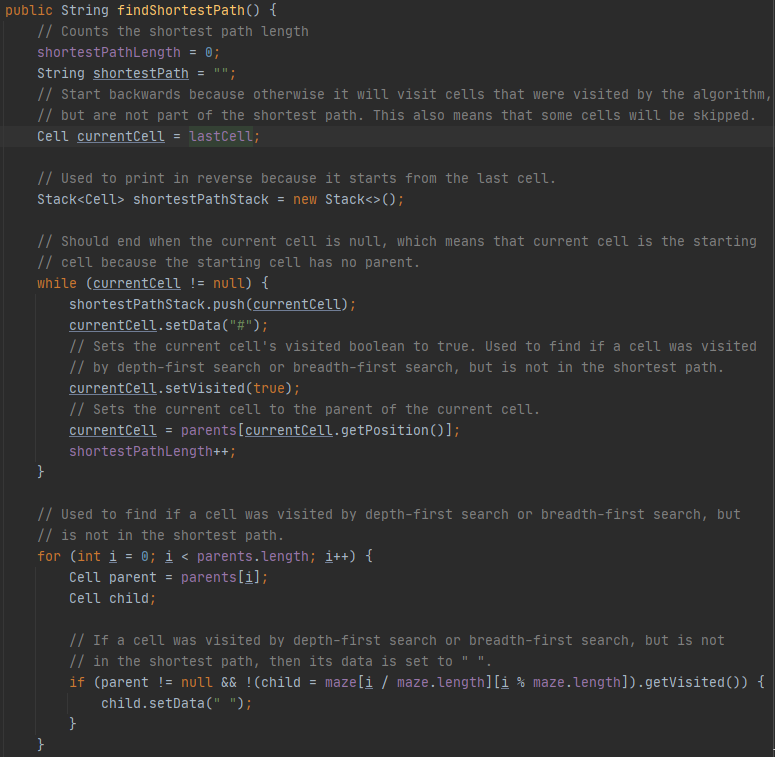 public String findShortestPath() {
    // Counts the shortest path length
    shortestPathLength = 0;
    String shortestPath = "";
    // Start backwards because otherwise it will visit cells that were visited by the algorithm,
    // but are not part of the shortest path. This also means that some cells will be skipped.
    Cell currentCell = lastCell;

    // Used to print in reverse because it starts from the last cell.
    Stack<Cell> shortestPathStack = new Stack<>();

    // Should end when the current cell is null, which means that current cell is the starting
    // cell because the starting cell has no parent.
    while (currentCell != null) {
        shortestPathStack.push(currentCell);
        currentCell.setData("#");
        // Sets the current cell's visited boolean to true. Used to find if a cell was visited
        // by depth-first search or breadth-first search, but is not in the shortest path.
        currentCell.setVisited(true);
        // Sets the current cell to the parent of the current cell.
        currentCell = parents[currentCell.getPosition()];
        shortestPathLength++;
    }

    // Used to find if a cell was visited by depth-first search or breadth-first search, but
    // is not in the shortest path.
    for (int i = 0; i < parents.length; i++) {
        Cell parent = parents[i];
        Cell child;

        // If a cell was visited by depth-first search or breadth-first search, but is not
        // in the shortest path, then its data is set to " ".
        if (parent != null && !(child = maze[i / maze.length][i % maze.length]).getVisited()) {
            child.setData(" ");
        }
    }